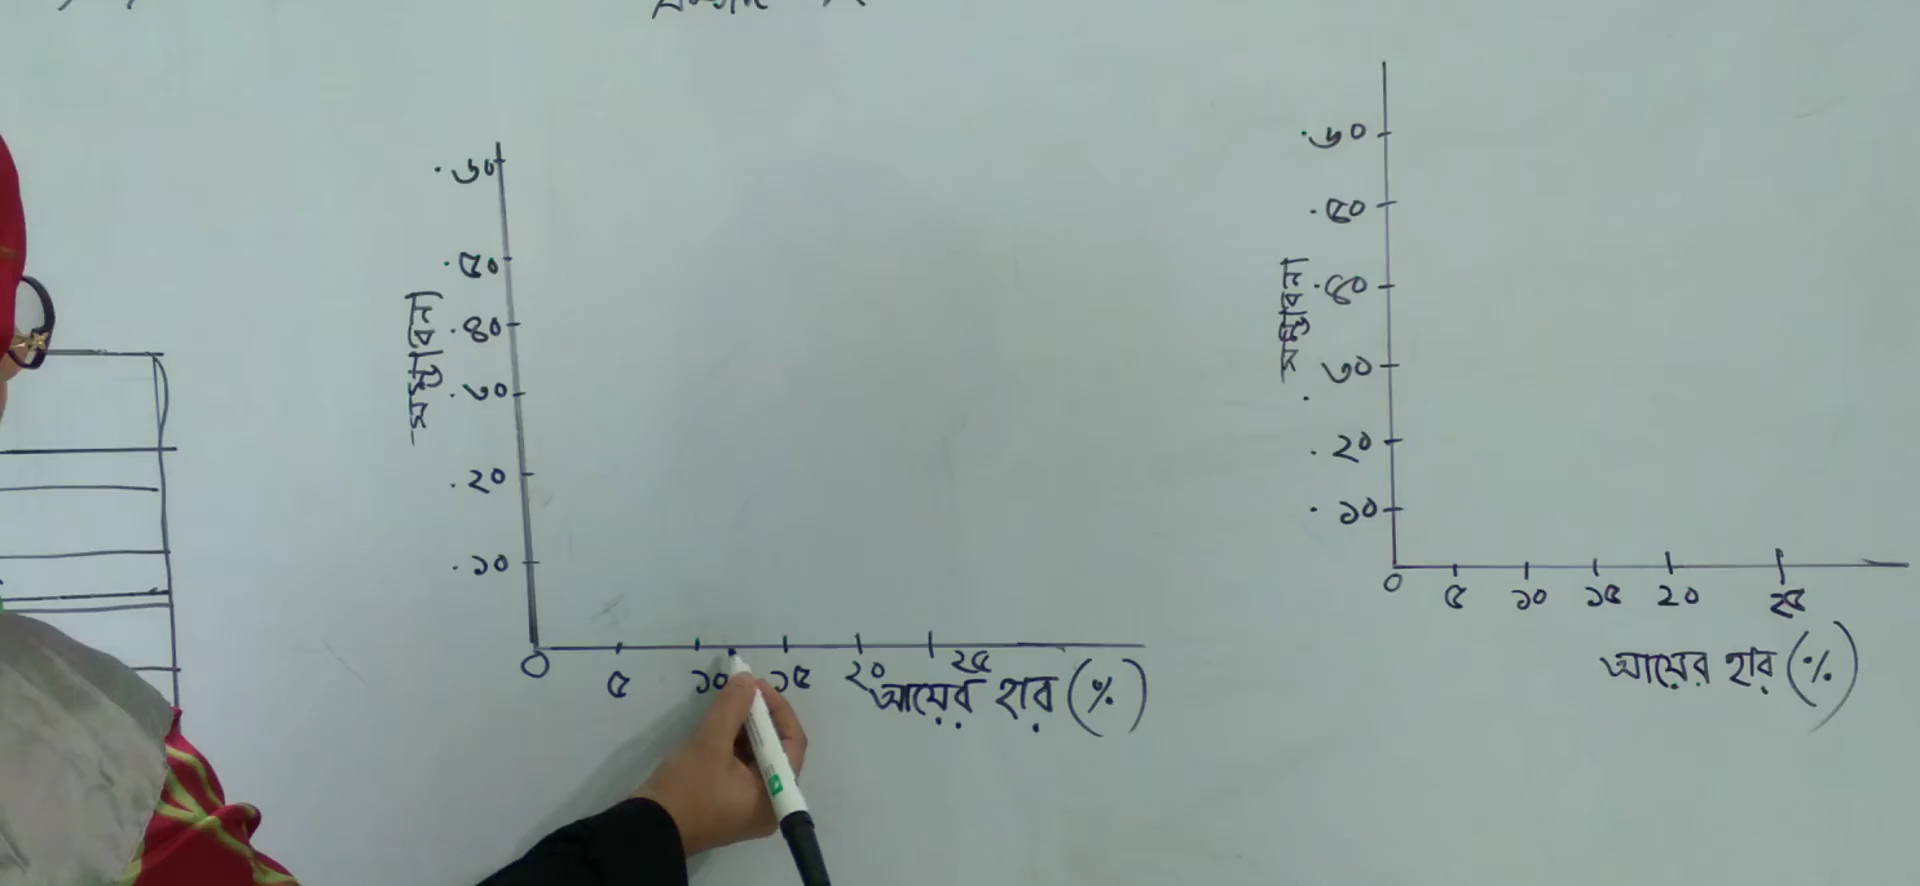 .৬০
.৫০
.৪০
.৩০
.২০
.১০
সম্ভাবনা
০ ৫ ১০ ১৫ ২০ ২৫
আয়ের হার (%)
.৬০
.৫০
.৪০
.৩০
.২০
.১০
সম্ভাবনা
০ ৫ ১০ ১৫ ২০ ২৫
আয়ের হার (%)